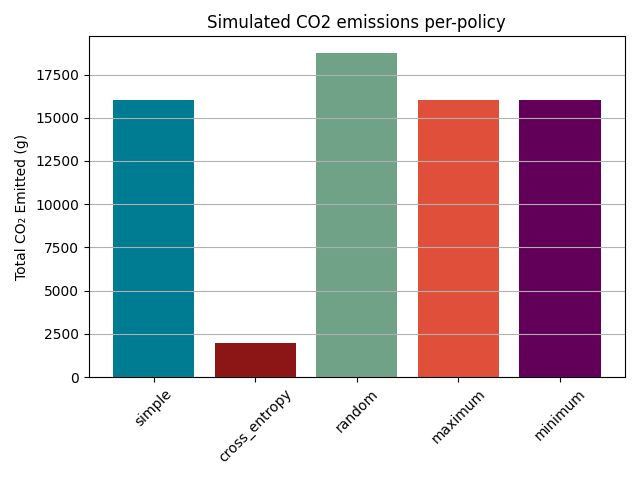 Simulated CO2 emissions per-policy
Total CO₂ Emitted (g)
17500
15000
12500
10000
7500
5000
2500
0
simple
cross_entropy
random
maximum
minimum